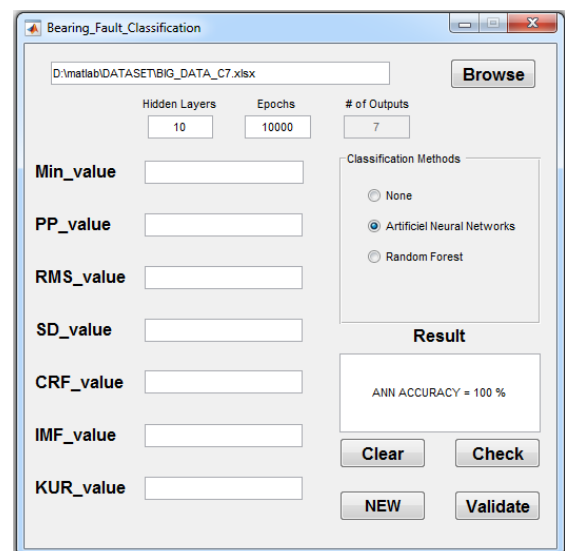 Bearing_Fault_Classification
D:\matlab\DATASET\BIG_DATA_C7.xlsx
Browse
Hidden Layers
Epochs
# of Outputs
10
10000
7
Classification Methods
None
Artificiel Neural Networks
Random Forest
Min_value
PP_value
RMS_value
SD_value
CRF_value
IMF_value
KUR_value
Result
ANN ACCURACY = 100 %
Clear
Check
NEW
Validate